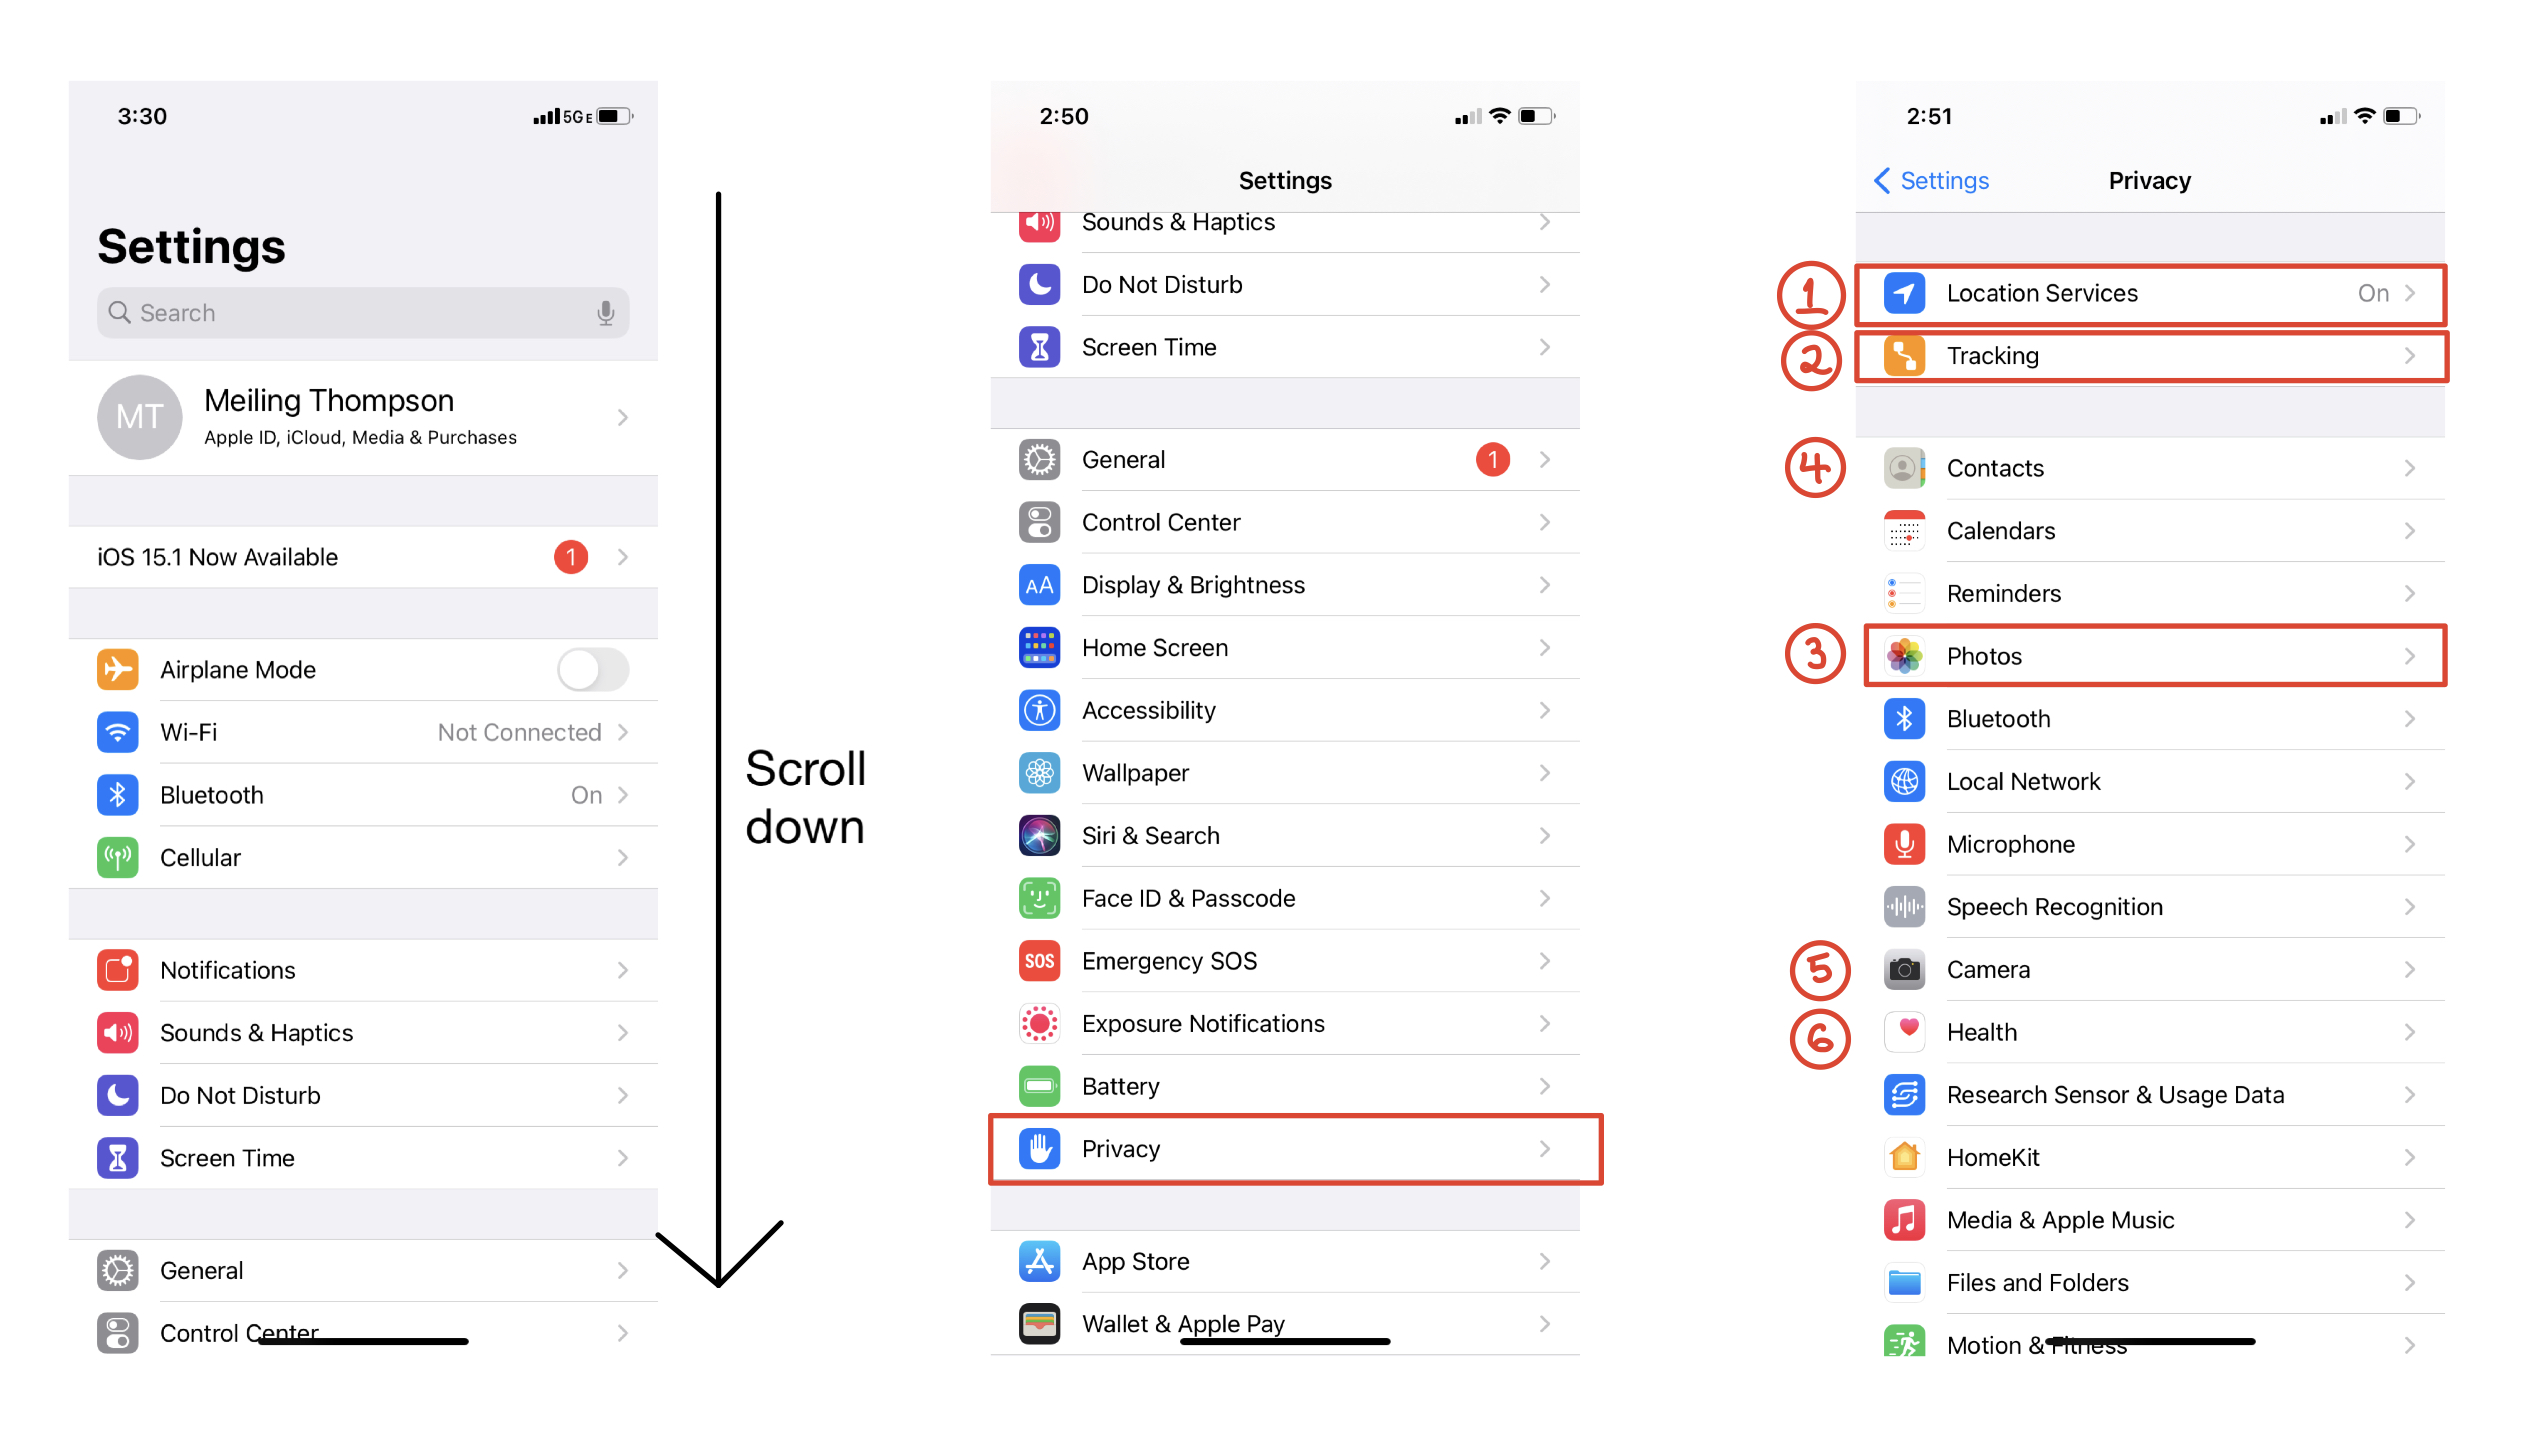 3:30 5G E
Settings
Search
MT
Meiling Thompson
Apple ID, iCloud, Media & Purchases
iOS 15.1 Now Available 1
Airplane Mode
Wi-Fi Not Connected
Bluetooth On
Cellular
Notifications
Sounds & Haptics
Do Not Disturb
Screen Time
General
Control Center
Scroll
down
2:50
Settings
Sounds & Haptics
Do Not Disturb
Screen Time
General 1
Control Center
AA Display & Brightness
Home Screen
Accessibility
Wallpaper
Siri & Search
Face ID & Passcode
SOS Emergency SOS
Exposure Notifications
Battery
Privacy
App Store
Wallet & Apple Pay
2:51
Settings Privacy
1 Location Services On
2 Tracking
4 Contacts
Calendars
Reminders
3 Photos
Bluetooth
Local Network
Microphone
Speech Recognition
5 Camera
6 Health
Research Sensor & Usage Data
HomeKit
Media & Apple Music
Files and Folders
Motion & Fitness